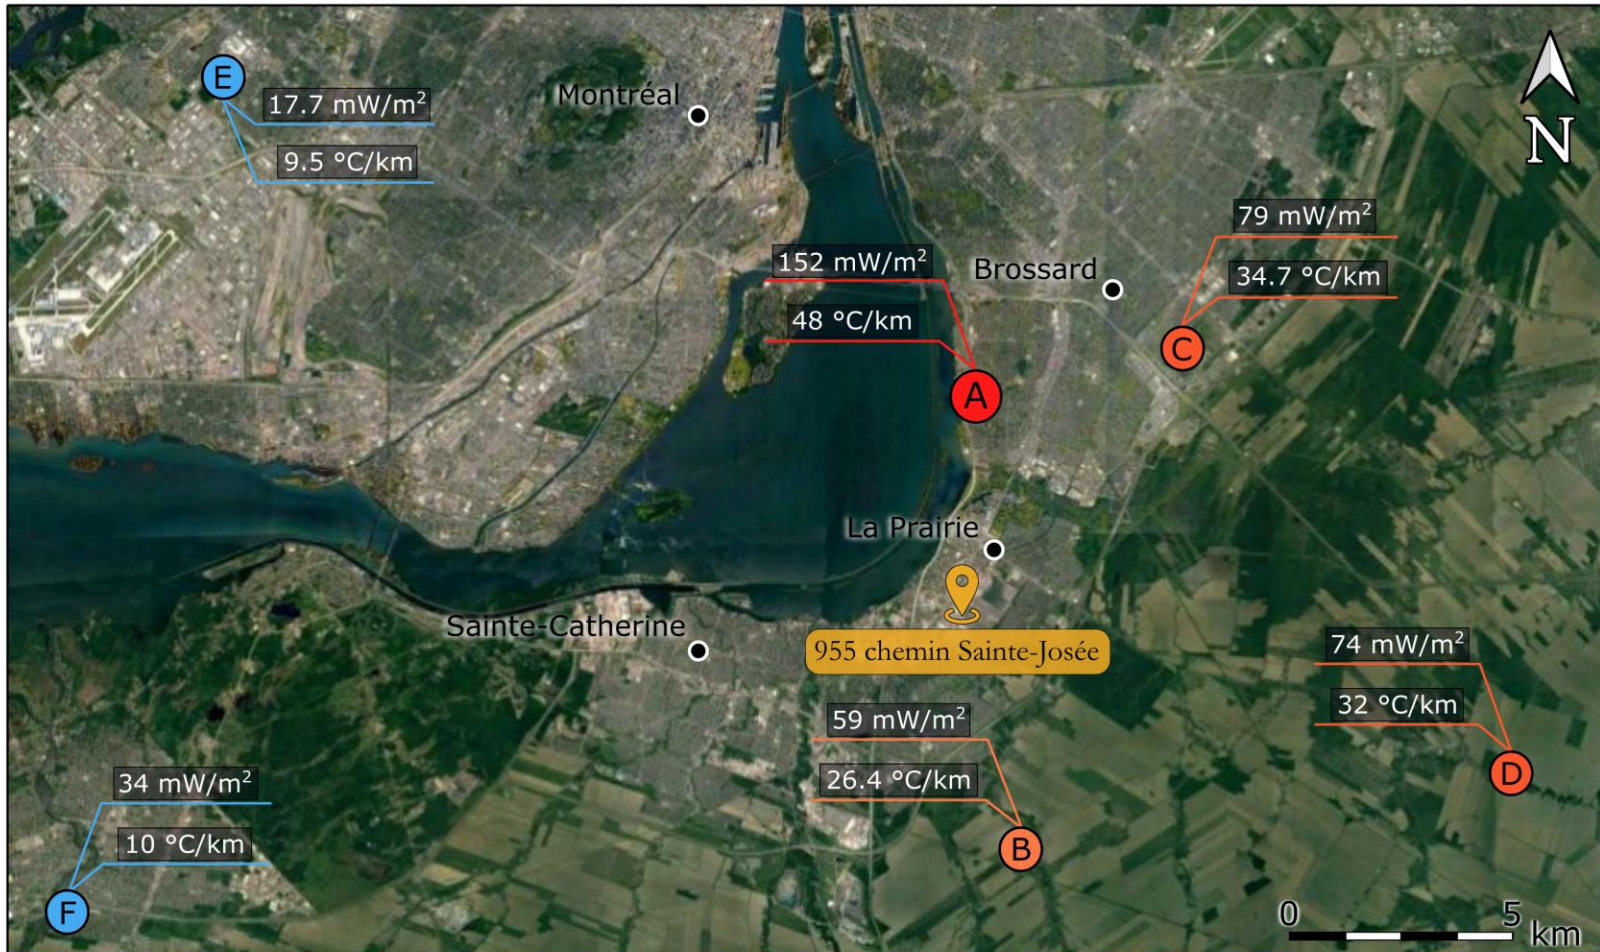 E
17.7 mW/m²
9.5 °C/km
Montréal
N
79 mW/m²
34.7 °C/km
C
152 mW/m²
48 °C/km
A
Brossard
La Prairie
Sainte-Catherine
955 chemin Sainte-Josée
74 mW/m²
32 °C/km
D
59 mW/m²
26.4 °C/km
B
34 mW/m²
10 °C/km
F
0 5 km